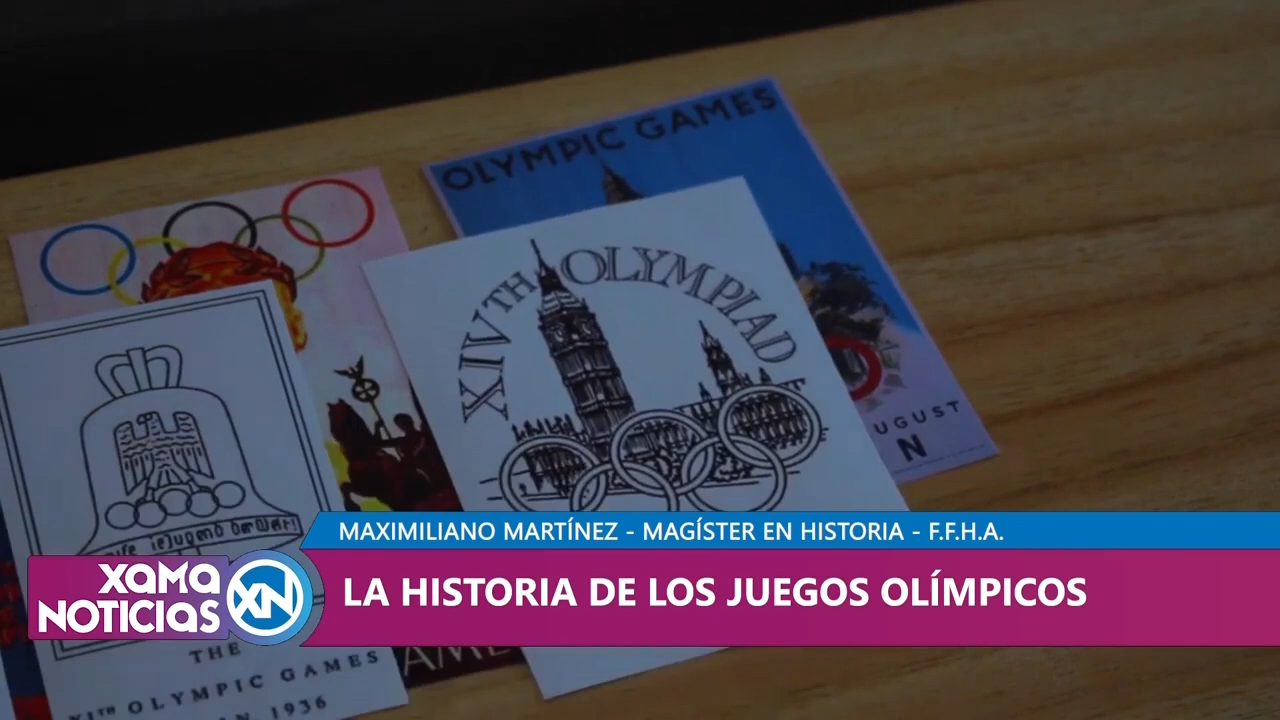 OLYMPIC GAMES
XIVTH OLYMPIAD
UGUST
N
MAXIMILIANO MARTÍNEZ - MAGÍSTER EN HISTORIA - F.F.H.A.
XAMA
NOTICIAS
XN
LA HISTORIA DE LOS JUEGOS OLÍMPICOS
THE
XITH OLYMPIC GAMES
1936